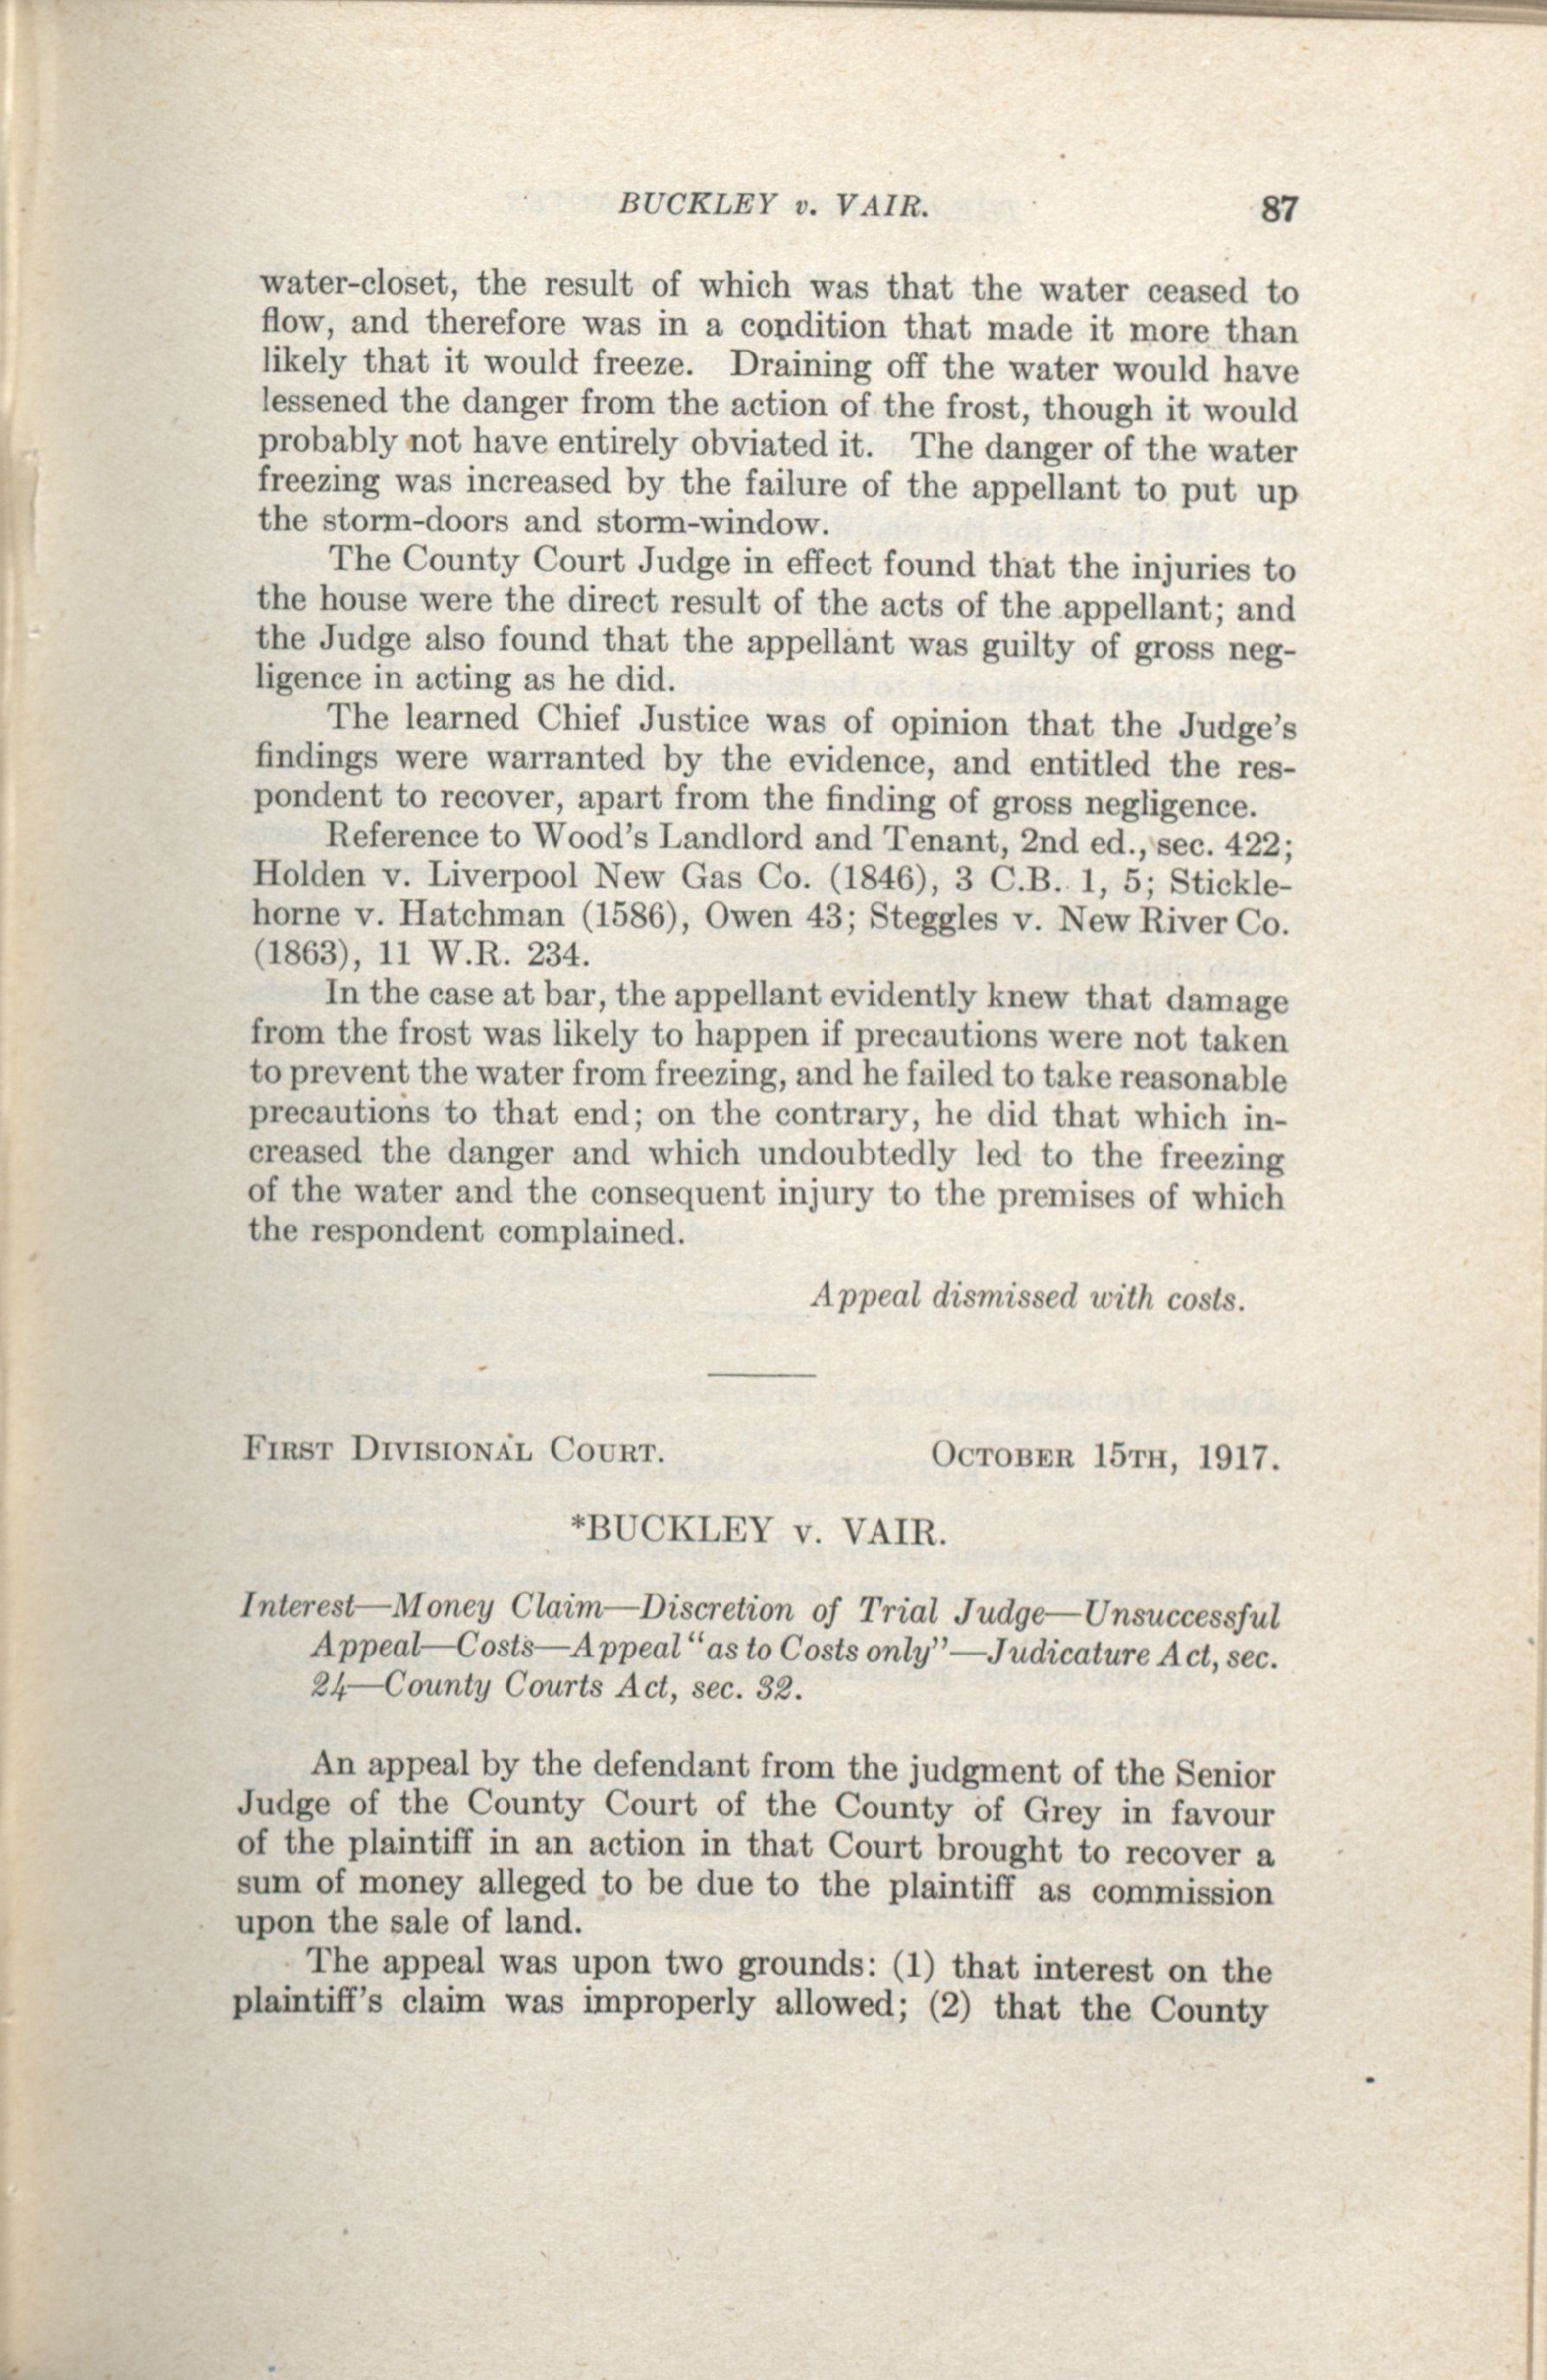 BUCKLEY v. VAIR. 87
water-closet, the result of which was that the water ceased to
flow, and therefore was in a condition that made it more than
likely that it would freeze. Draining off the water would have
lessened the danger from the action of the frost, though it would
probably not have entirely obviated it. The danger of the water
freezing was increased by the failure of the appellant to put up
the storm-doors and storm-window.
The County Court Judge in effect found that the injuries to
the house were the direct result of the acts of the appellant; and
the Judge also found that the appellant was guilty of gross neg-
ligence in acting as he did.
The learned Chief Justice was of opinion that the Judge's
findings were warranted by the evidence, and entitled the res-
pondent to recover, apart from the finding of gross negligence.
Reference to Wood's Landlord and Tenant, 2nd ed., sec. 422;
Holden v. Liverpool New Gas Co. (1846), 3 C.B. 1, 5; Stickle-
horne v. Hatchman (1586), Owen 43; Steggles v. New River Co.
(1863), 11 W.R. 234.
In the case at bar, the appellant evidently knew that damage
from the frost was likely to happen if precautions were not taken
to prevent the water from freezing, and he failed to take reasonable
precautions to that end; on the contrary, he did that which in-
creased the danger and which undoubtedly led to the freezing
of the water and the consequent injury to the premises of which
the respondent complained.
Appeal dismissed with costs.
First Divisional Court. October 15th, 1917.
*BUCKLEY v. VAIR.
Interest—Money Claim—Discretion of Trial Judge—Unsuccessful
Appeal—Costs—Appeal "as to Costs only"—Judicature Act, sec.
24—County Courts Act, sec. 32.
An appeal by the defendant from the judgment of the Senior
Judge of the County Court of the County of Grey in favour
of the plaintiff in an action in that Court brought to recover a
sum of money alleged to be due to the plaintiff as commission
upon the sale of land.
The appeal was upon two grounds: (1) that interest on the
plaintiff's claim was improperly allowed; (2) that the County